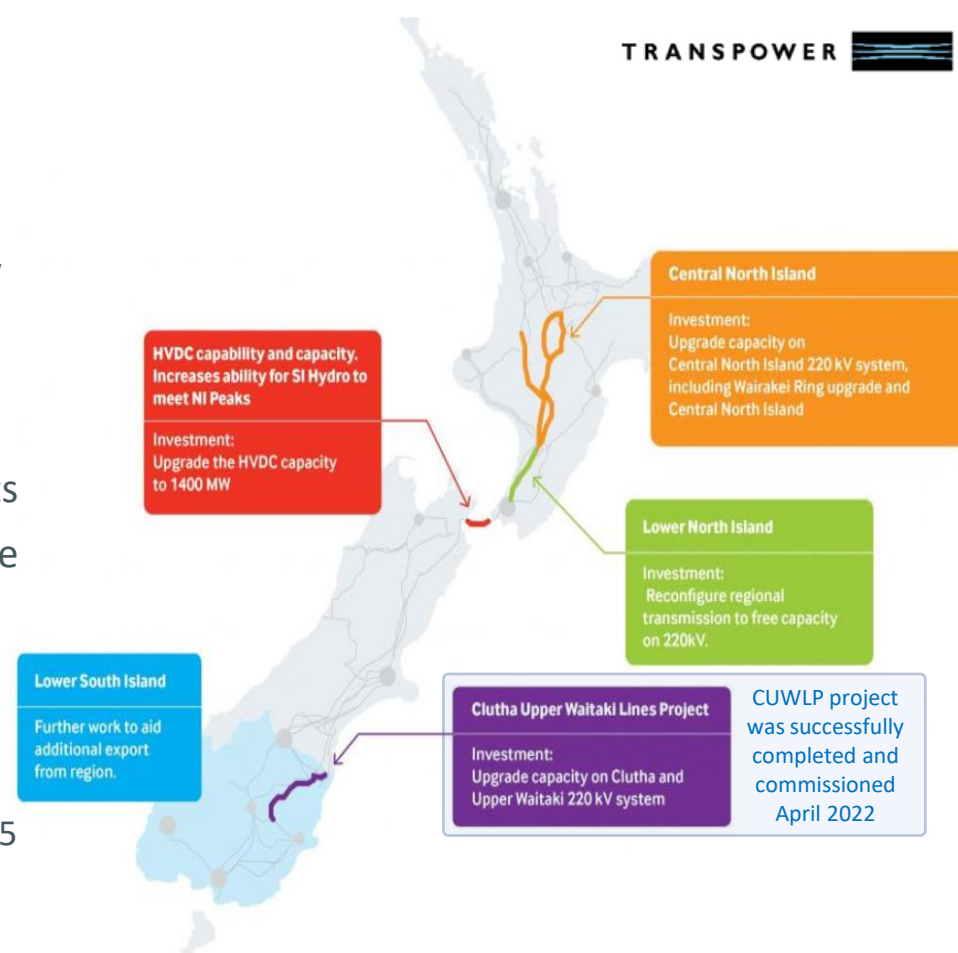 TRANSPOWER
Central North Island
Investment:
Upgrade capacity on
Central North Island 220 kV system,
including Wairakei Ring upgrade and
Central North Island
HVDC capability and capacity.
Increases ability for SI Hydro to
meet NI Peaks
Investment:
Upgrade the HVDC capacity
to 1400 MW
Lower North Island
Investment:
Reconfigure regional
transmission to free capacity
on 220kV.
Lower South Island
Further work to aid
additional export
from region.
Clutha Upper Waitaki Lines Project
Investment:
Upgrade capacity on Clutha and
Upper Waitaki 220 kV system
CUWLP project
was successfully
completed and
commissioned
April 2022
5